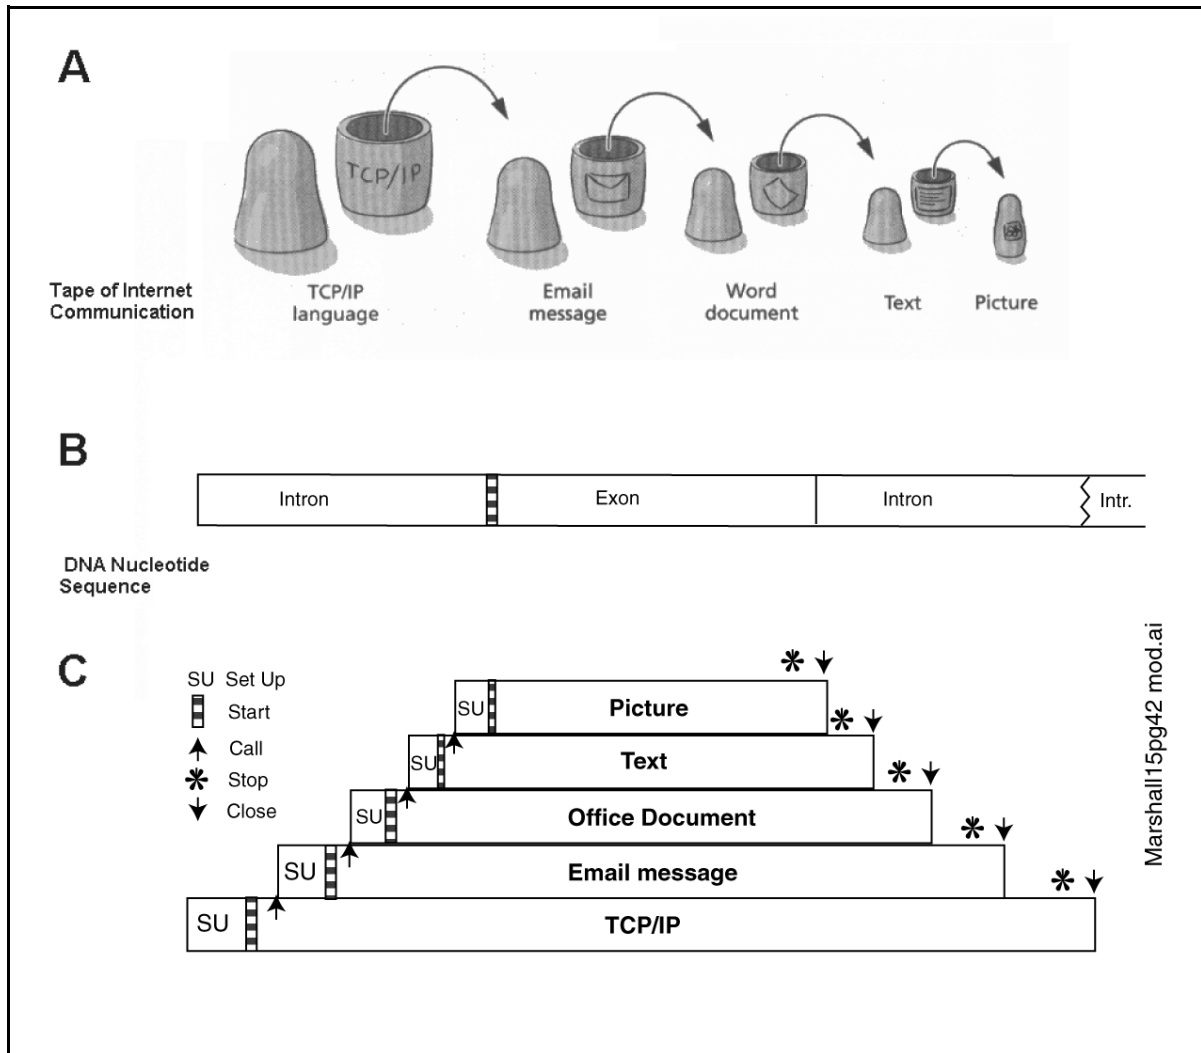 A
TCP/IP
Tape of Internet
Communication
TCP/IP
language
Email
message
Word
document
Text
Picture
B
Intron
Exon
Intron
Intr.
DNA Nucleotide
Sequence
C
SU Set Up
Start
Call
Stop
Close
SU
Picture
SU
Text
SU
Office Document
SU
Email message
SU
TCP/IP
Marshall15pg42 mod.ai